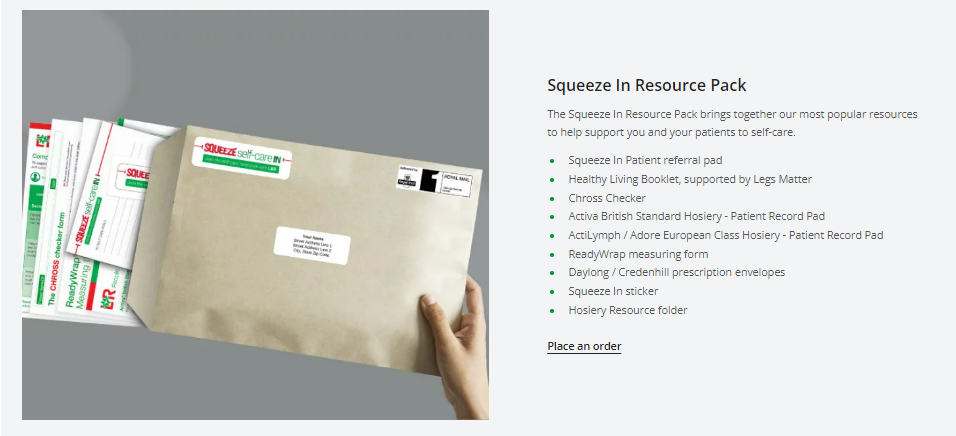 Squeeze In Resource Pack
The Squeeze In Resource Pack brings together our most popular resources
to help support you and your patients to self-care.
Squeeze In Patient referral pad
Healthy Living Booklet, supported by Legs Matter
Chross Checker
Activa British Standard Hosiery - Patient Record Pad
ActiLymph / Adore European Class Hosiery - Patient Record Pad
ReadyWrap measuring form
Daylong / Credenhill prescription envelopes
Squeeze In sticker
Hosiery Resource folder
Place an order
SQUEEZE self-care IN
ROYAL MAIL
1
Your Name
Street Address Line 1
Street Address Line 2
City, State Zip Code
SQUEEZE self-care IN
SQUEE
The CHROSS checker form
ReadyWrap
Measuring
L&R
Comp